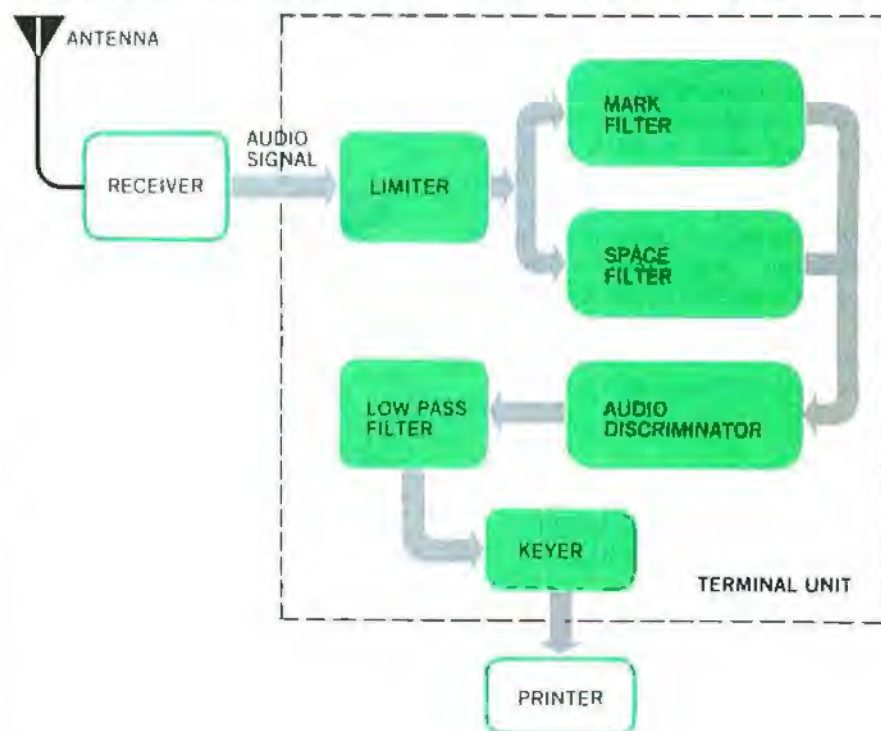 ANTENNA
RECEIVER
AUDIO
SIGNAL
LIMITER
MARK
FILTER
SPACE
FILTER
AUDIO
DISCRIMINATOR
LOW PASS
FILTER
KEYER
TERMINAL UNIT
PRINTER